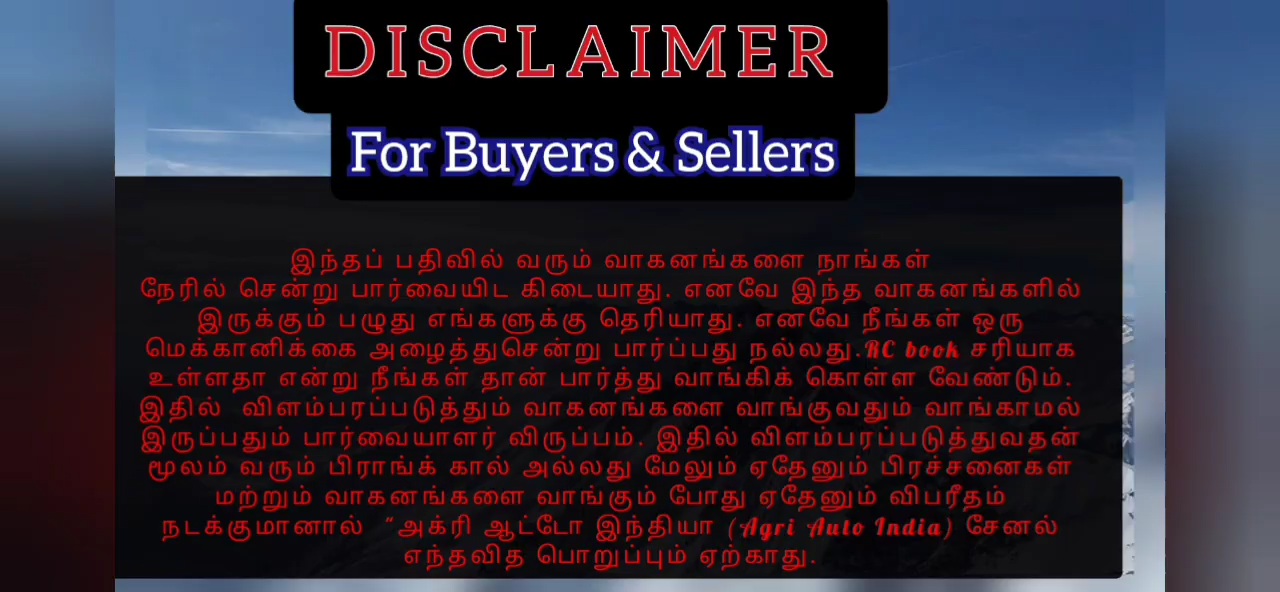 DISCLAIMER
For Buyers & Sellers
இந்தப் பதிவில் வரும் வாகனங்களை நாங்கள்
நேரில் சென்று பார்வையிட கிடையாது. எனவே இந்த வாகனங்களில்
இருக்கும் பழுது எங்களுக்கு தெரியாது. எனவே நீங்கள் ஒரு
மெக்கானிக்கை அழைத்துசென்று பார்ப்பது நல்லது.RC book சரியாக
உள்ளதா என்று நீங்கள் தான் பார்த்து வாங்கிக் கொள்ள வேண்டும்.
இதில் விளம்பரப்படுத்தும் வாகனங்களை வாங்குவதும் வாங்காமல்
இருப்பதும் பார்வையாளர் விருப்பம். இதில் விளம்பரப்படுத்துவதன்
மூலம் வரும் பிராங்க் கால் அல்லது மேலும் ஏதேனும் பிரச்சனைகள்
மற்றும் வாகனங்களை வாங்கும் போது ஏதேனும் விபரீதம்
நடக்குமானால் "அக்ரி ஆட்டோ இந்தியா (Agri Auto India) சேனல்
எந்தவித பொறுப்பும் ஏற்காது.